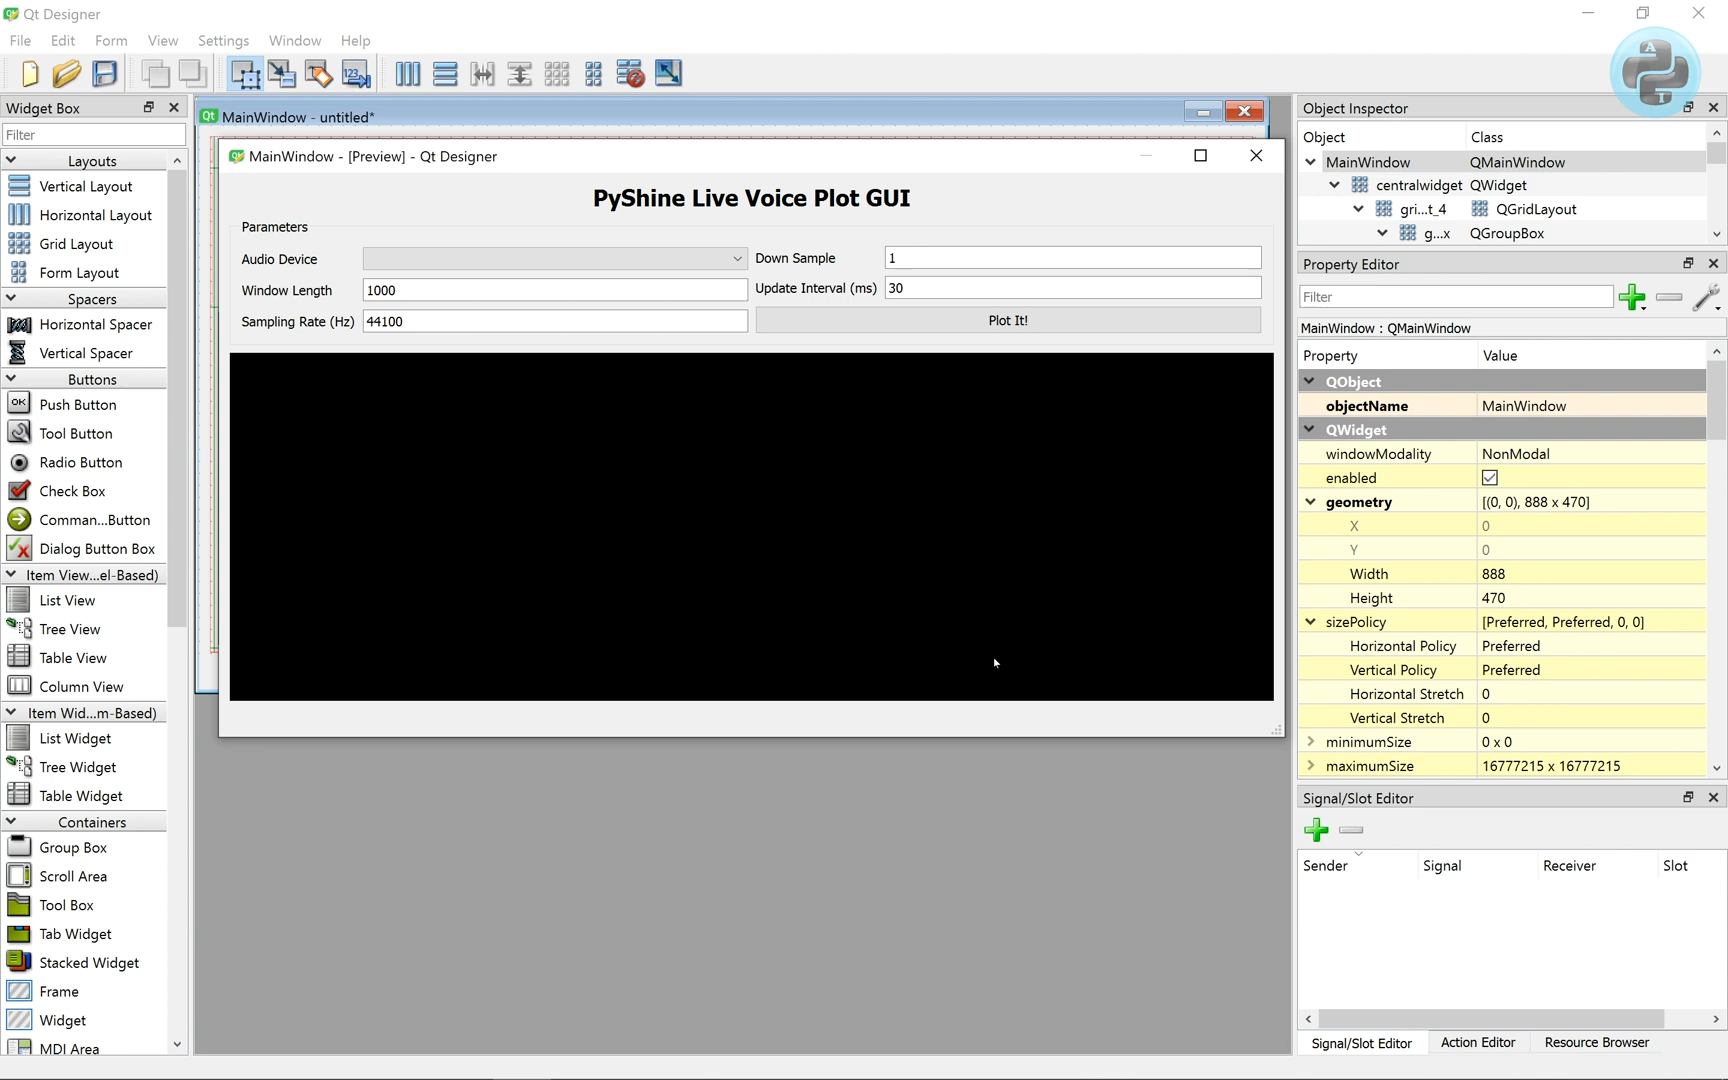 Qt Designer
File Edit Form View Settings Window Help
Widget Box
Filter
Layouts
Vertical Layout
Horizontal Layout
Grid Layout
Form Layout
Spacers
Horizontal Spacer
Vertical Spacer
Buttons
OK Push Button
Tool Button
Radio Button
Check Box
Comman...Button
Dialog Button Box
Item View...el-Based)
List View
Tree View
Table View
Column View
Item Wid...m-Based)
List Widget
Tree Widget
Table Widget
Containers
Group Box
Scroll Area
Tool Box
Tab Widget
Stacked Widget
Frame
Widget
MDI Area
Qt MainWindow - untitled*
MainWindow - [Preview] - Qt Designer
PyShine Live Voice Plot GUI
Parameters
Audio Device
Down Sample 1
Window Length 1000
Update Interval (ms) 30
Sampling Rate (Hz) 44100
Plot It!
A
I
Object Inspector
Object Class
MainWindow QMainWindow
centralwidget QWidget
gri...t_4 QGridLayout
g...x QGroupBox
Property Editor
Filter
MainWindow : QMainWindow
Property Value
QObject
objectName MainWindow
QWidget
windowModality NonModal
enabled
geometry [(0, 0), 888 x 470]
X 0
Y 0
Width 888
Height 470
sizePolicy [Preferred, Preferred, 0, 0]
Horizontal Policy Preferred
Vertical Policy Preferred
Horizontal Stretch 0
Vertical Stretch 0
minimumSize 0 x 0
maximumSize 16777215 x 16777215
Signal/Slot Editor
Sender Signal Receiver Slot
Signal/Slot Editor Action Editor Resource Browser